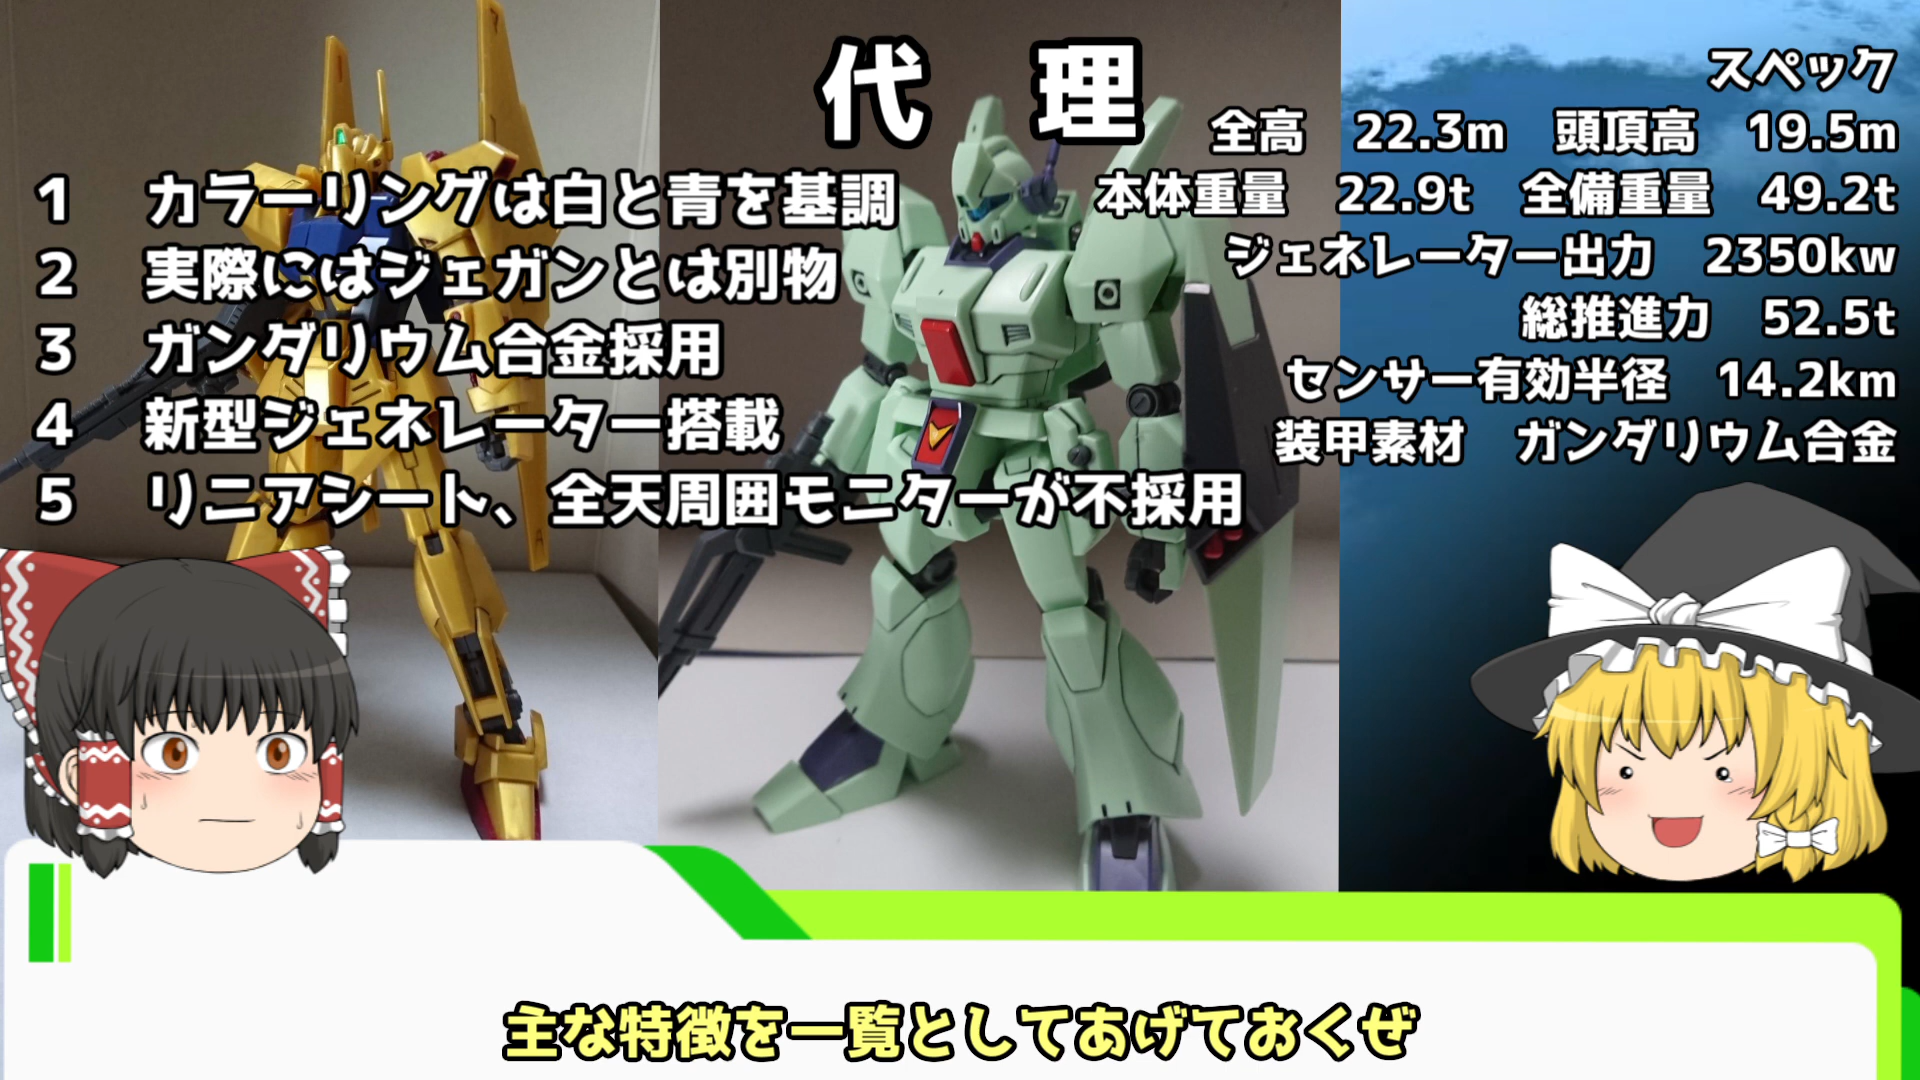 代　理
1　カラーリングは白と青を基調
2　実際にはジェガンとは別物
3　ガンダリウム合金採用
4　新型ジェネレーター搭載
5　リニアシート、全天周囲モニターが不採用
スペック
全高　22.3m　頭頂高　19.5m
本体重量　22.9t　全備重量　49.2t
ジェネレーター出力　2350kw
総推進力　52.5t
センサー有効半径　14.2km
装甲素材　ガンダリウム合金
主な特徴を一覧としてあげておくぜ